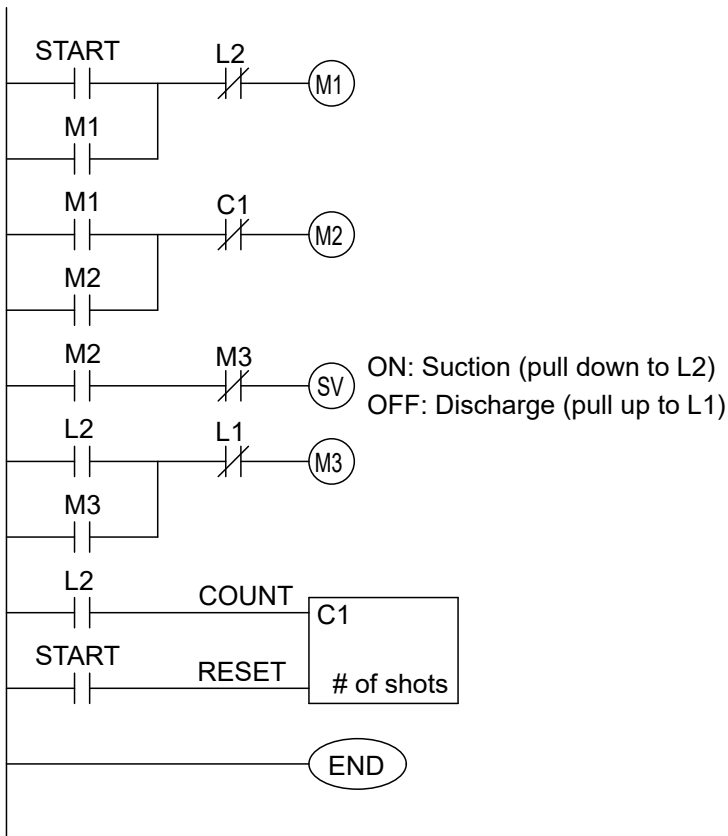 START
L2
M1
M1
M1
C1
M2
M2
M2
M3
SV
ON: Suction (pull down to L2)
OFF: Discharge (pull up to L1)
L2
L1
M3
M3
L2
COUNT
C1
START
RESET
# of shots
END